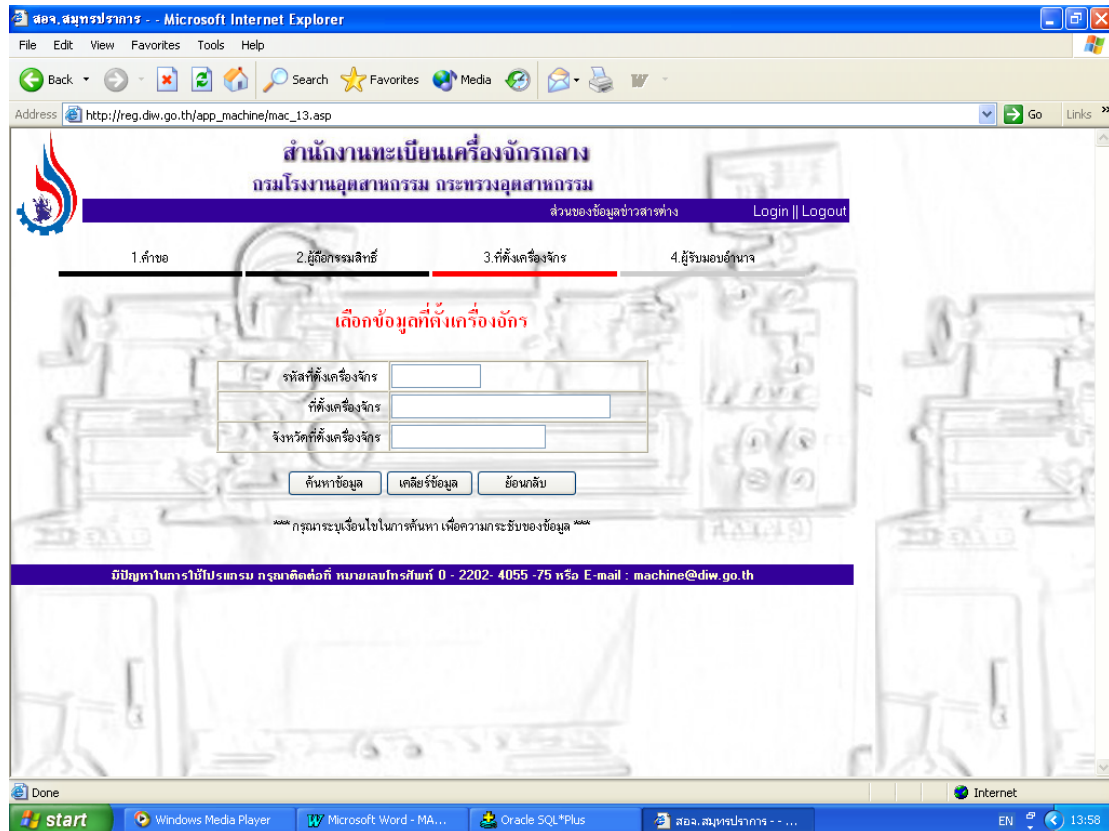 สอจ.สมุทรปราการ - - Microsoft Internet Explorer
File Edit View Favorites Tools Help
Back Search Favorites Media
Address http://reg.diw.go.th/app_machine/mac_13.asp Go Links »
สำนักงานทะเบียนเครื่องจักรกลาง
กรมโรงงานอุตสาหกรรม กระทรวงอุตสาหกรรม
ส่วนของข้อมูลข่าวสารต่าง Login || Logout
1.คำขอ 2.ผู้ถือกรรมสิทธิ์ 3.ที่ตั้งเครื่องจักร 4.ผู้รับมอบอำนาจ
เลือกข้อมูลที่ตั้งเครื่องจักร
รหัสที่ตั้งเครื่องจักร
ที่ตั้งเครื่องจักร
จังหวัดที่ตั้งเครื่องจักร
ค้นหาข้อมูล เคลียร์ข้อมูล ย้อนกลับ
*** กรุณาระบุเงื่อนไขในการค้นหา เพื่อความกระชับของข้อมูล ***
มีปัญหาในการใช้โปรแกรม กรุณาติดต่อที่ หมายเลขโทรศัพท์ 0 - 2202- 4055 -75 หรือ E-mail : machine@diw.go.th
Done Internet
start Windows Media Player Microsoft Word - MA... Oracle SQL*Plus สอจ.สมุทรปราการ - - ... EN 13:58